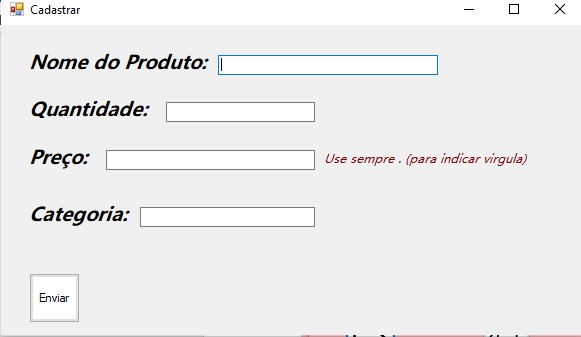 Cadastrar
Nome do Produto:
Quantidade:
Preço:
Use sempre . (para indicar virgula)
Categoria:
Enviar